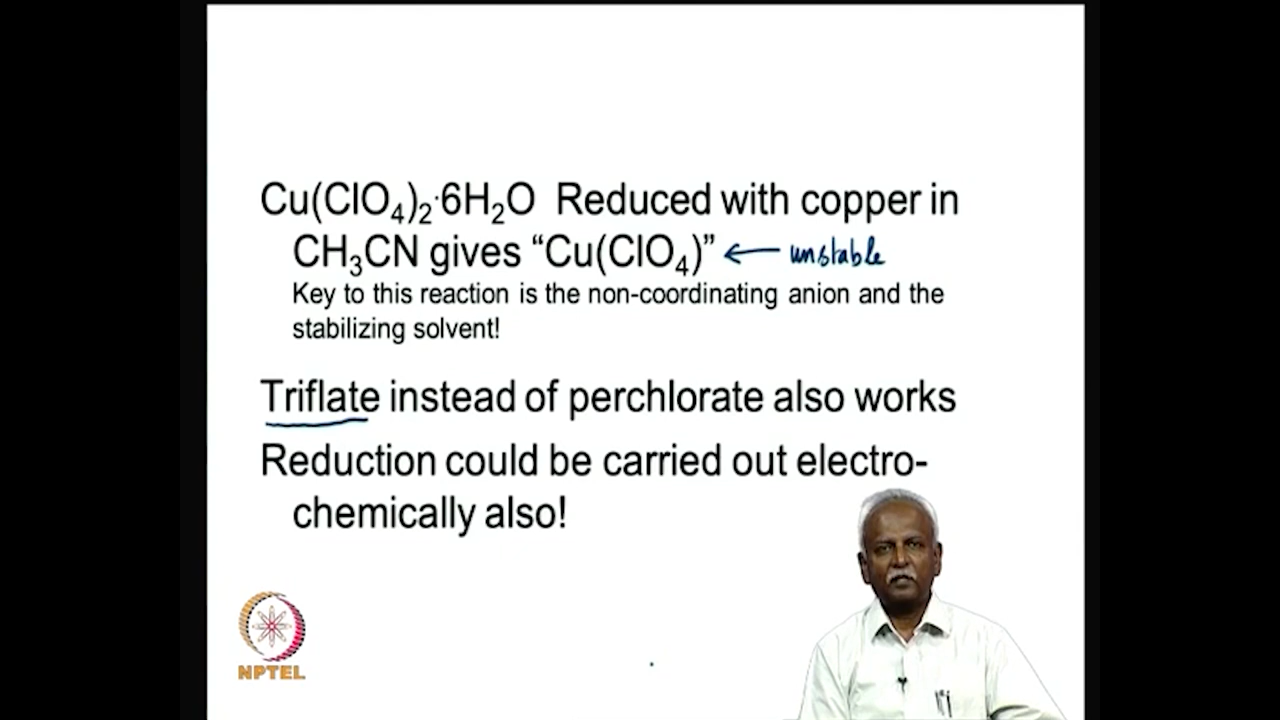 Cu(ClO₄)₂·6H₂O Reduced with copper in
CH₃CN gives “Cu(ClO₄)” ← unstable
Key to this reaction is the non-coordinating anion and the
stabilizing solvent!
Triflate instead of perchlorate also works
Reduction could be carried out electro-
chemically also!
NPTEL